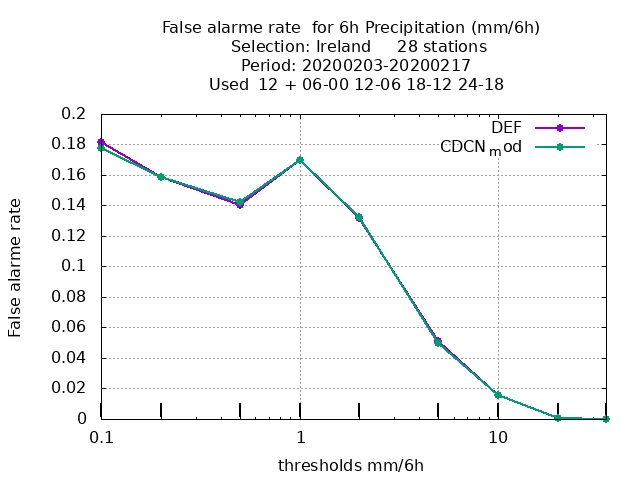 False alarme rate  for 6h Precipitation (mm/6h)
Selection: Ireland     28 stations
Period: 20200203-20200217
Used  12 + 06-00 12-06 18-12 24-18
DEF
CDCNmod
0.2
0.18
0.16
0.14
0.12
0.1
0.08
0.06
0.04
0.02
0
False alarme rate
0.1 1 10
thresholds mm/6h